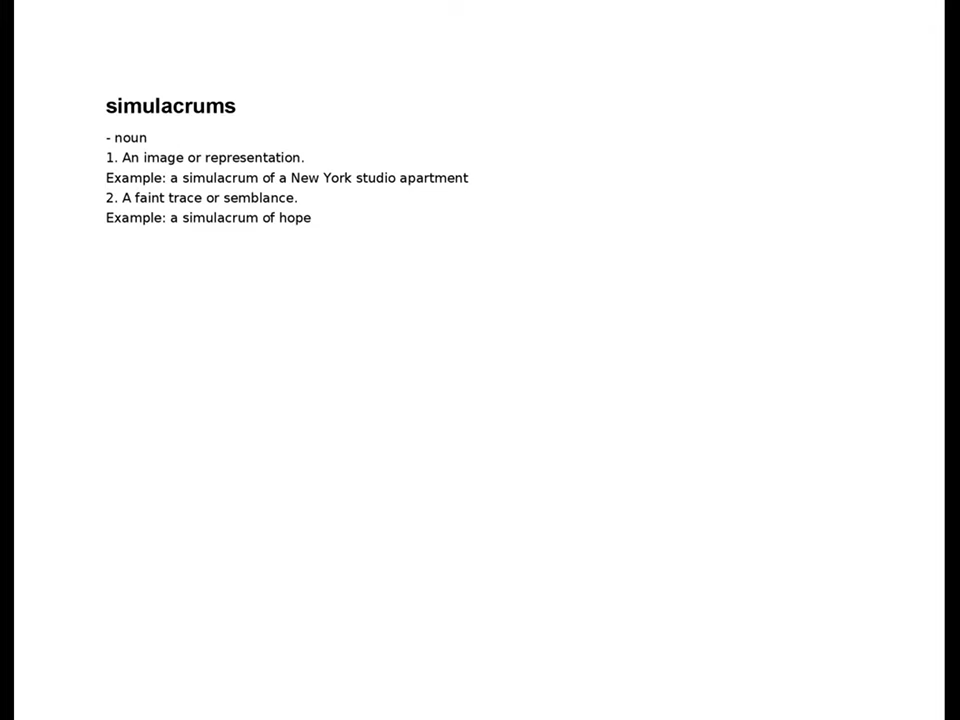 simulacrums
- noun
1. An image or representation.
Example: a simulacrum of a New York studio apartment
2. A faint trace or semblance.
Example: a simulacrum of hope